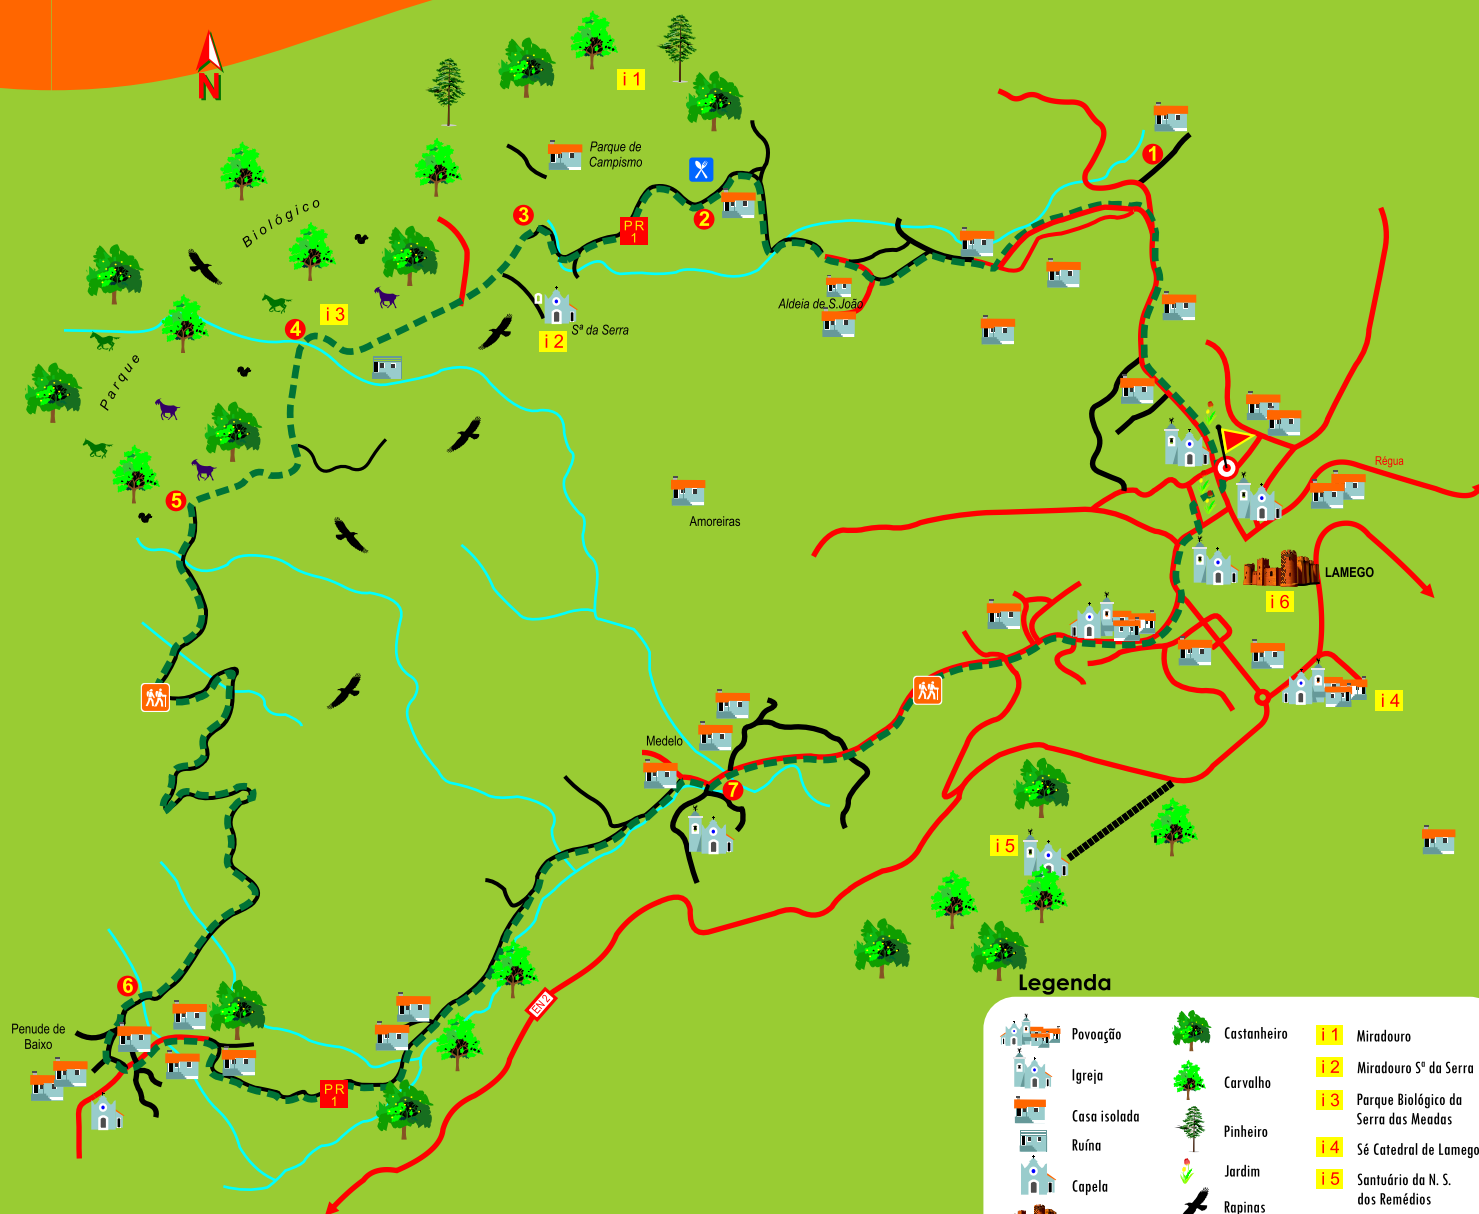 N
i 1
Parque de
Campismo
1
Biológico
3
PR
1
2
i 3
4
Aldeia de S.João
Sª da Serra
i 2
Parque
Régua
5
Amoreiras
LAMEGO
i 6
i 4
Medelo
7
i 5
6
EN 2
Penude de
Baixo
PR
1
Legenda
Povoação
Igreja
Casa isolada
Ruína
Capela
Castanheiro
Carvalho
Pinheiro
Jardim
Rapinas
i 1 Miradouro
i 2 Miradouro Sª da Serra
i 3 Parque Biológico da
Serra das Meadas
i 4 Sé Catedral de Lamego
i 5 Santuário da N. S.
dos Remédios